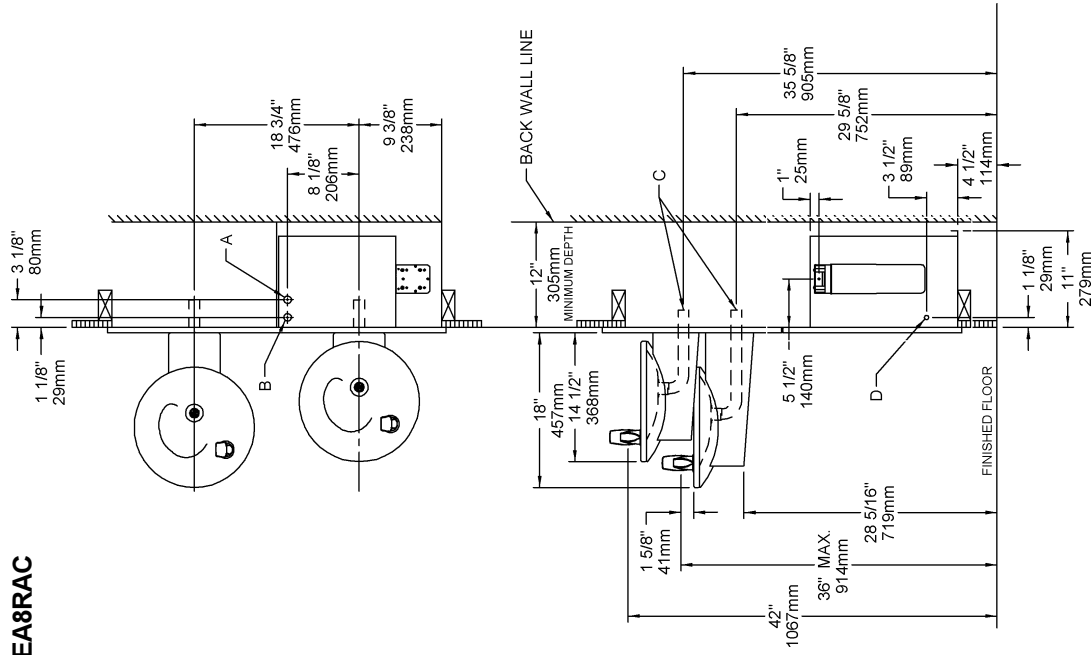 EA8RAC
1 1/8"
29mm
3 1/8"
80mm
B
A
18 3/4"
476mm
8 1/8"
206mm
9 3/8"
238mm
BACK WALL LINE
12"
305mm
MINIMUM DEPTH
18"
457mm
14 1/2"
368mm
C
35 5/8"
905mm
29 5/8"
752mm
1"
25mm
3 1/2"
89mm
4 1/2"
114mm
5 1/2"
140mm
D
1 1/8"
29mm
11"
279mm
FINISHED FLOOR
1 5/8"
41mm
28 5/16"
719mm
36" MAX.
914mm
42"
1067mm